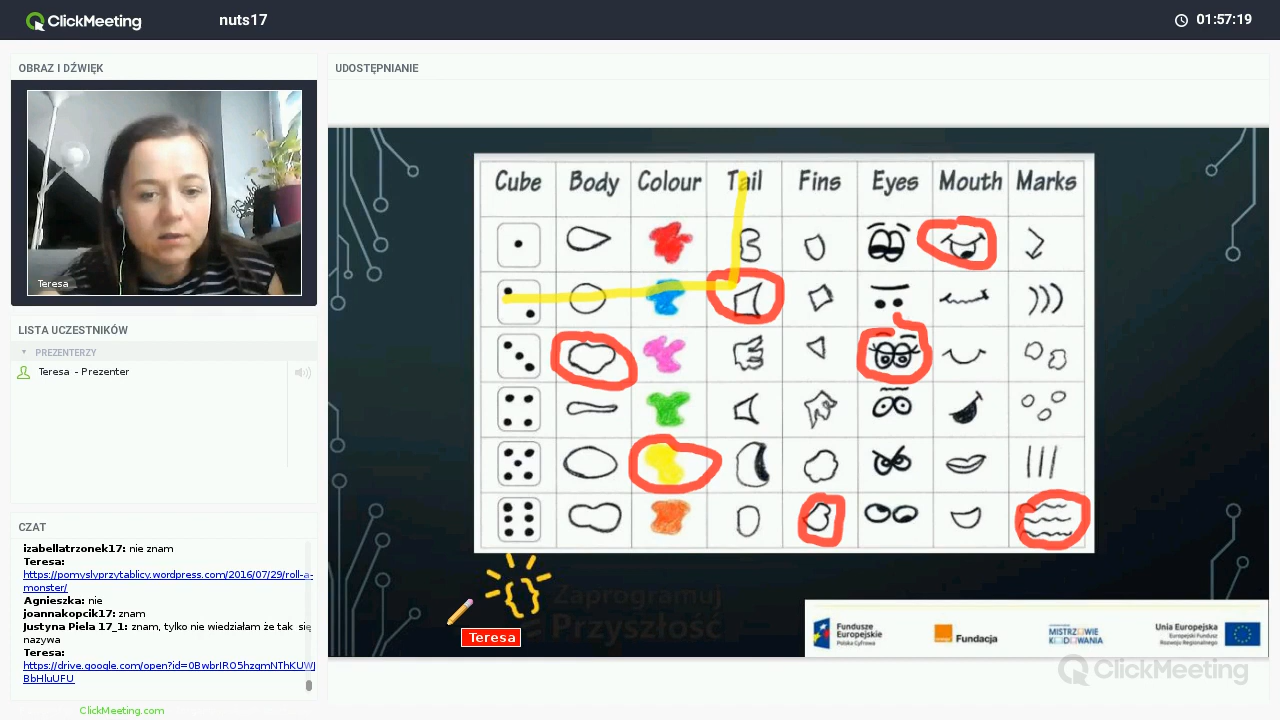 ClickMeeting
nuts17
01:57:19
OBRAZ I DŹWIĘK
UDOSTĘPNIANIE
Teresa
LISTA UCZESTNIKÓW
PREZENTERZY
Teresa - Prezenter
CZAT
izabellatrzonek17: nie znam
Teresa:
https://pomyslyprzytablicy.wordpress.com/2016/07/29/roll-a-
monster/
Agnieszka: nie
joannakopcik17: znam
Justyna Piela 17_1: znam, tylko nie wiedziałam że tak się
nazywa
Teresa:
https://drive.google.com/open?id=0BwbrIRO5hzqmNThKUW
BbHluUFU
ClickMeeting.com
Cube Body Colour Tail Fins Eyes Mouth Marks
Zaprogramuj
Przyszłość
Teresa
Fundusze
Europejskie
Polska Cyfrowa
Fundacja
MISTRZOWIE
KODOWANIA
Unia Europejska
Europejski Fundusz
Rozwoju Regionalnego
ClickMeeting